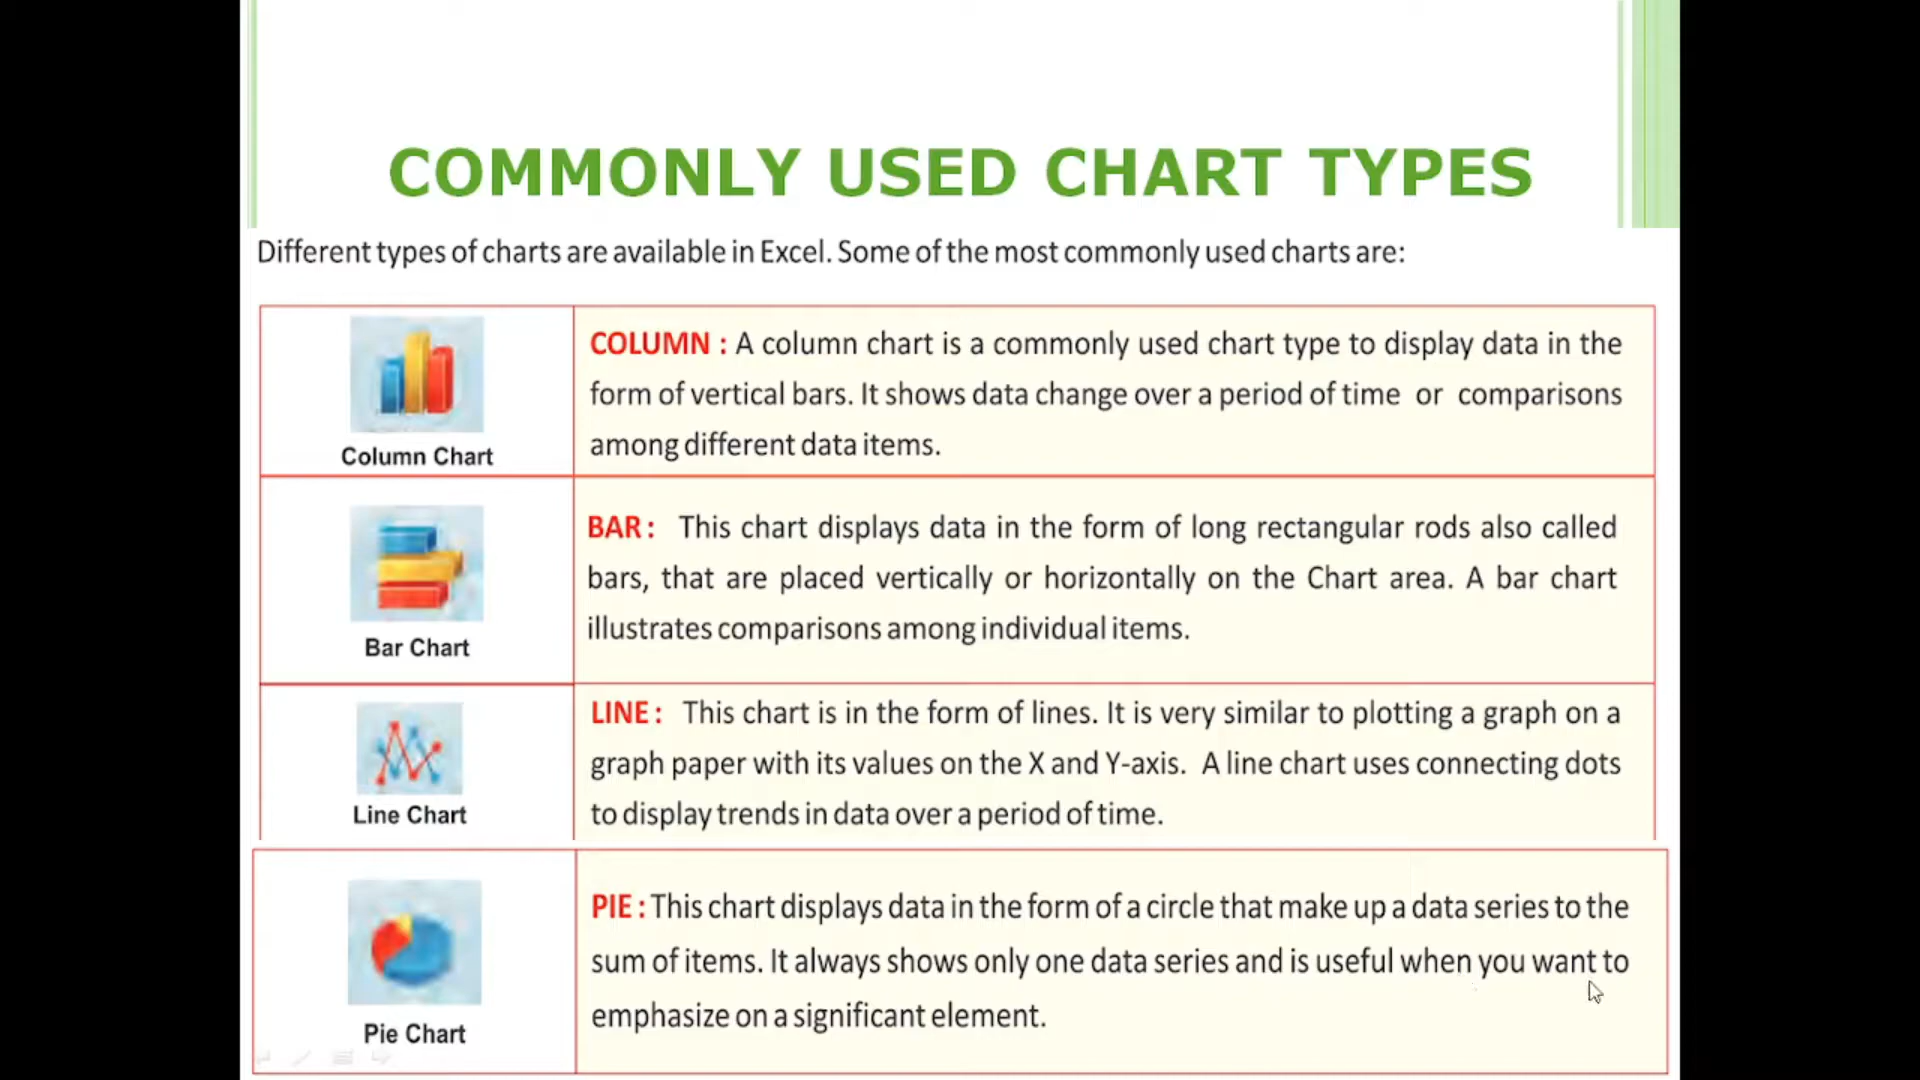 COMMONLY USED CHART TYPES
Different types of charts are available in Excel. Some of the most commonly used charts are:
Column Chart
COLUMN : A column chart is a commonly used chart type to display data in the
form of vertical bars. It shows data change over a period of time or comparisons
among different data items.
Bar Chart
BAR : This chart displays data in the form of long rectangular rods also called
bars, that are placed vertically or horizontally on the Chart area. A bar chart
illustrates comparisons among individual items.
Line Chart
LINE : This chart is in the form of lines. It is very similar to plotting a graph on a
graph paper with its values on the X and Y-axis. A line chart uses connecting dots
to display trends in data over a period of time.
Pie Chart
PIE : This chart displays data in the form of a circle that make up a data series to the
sum of items. It always shows only one data series and is useful when you want to
emphasize on a significant element.